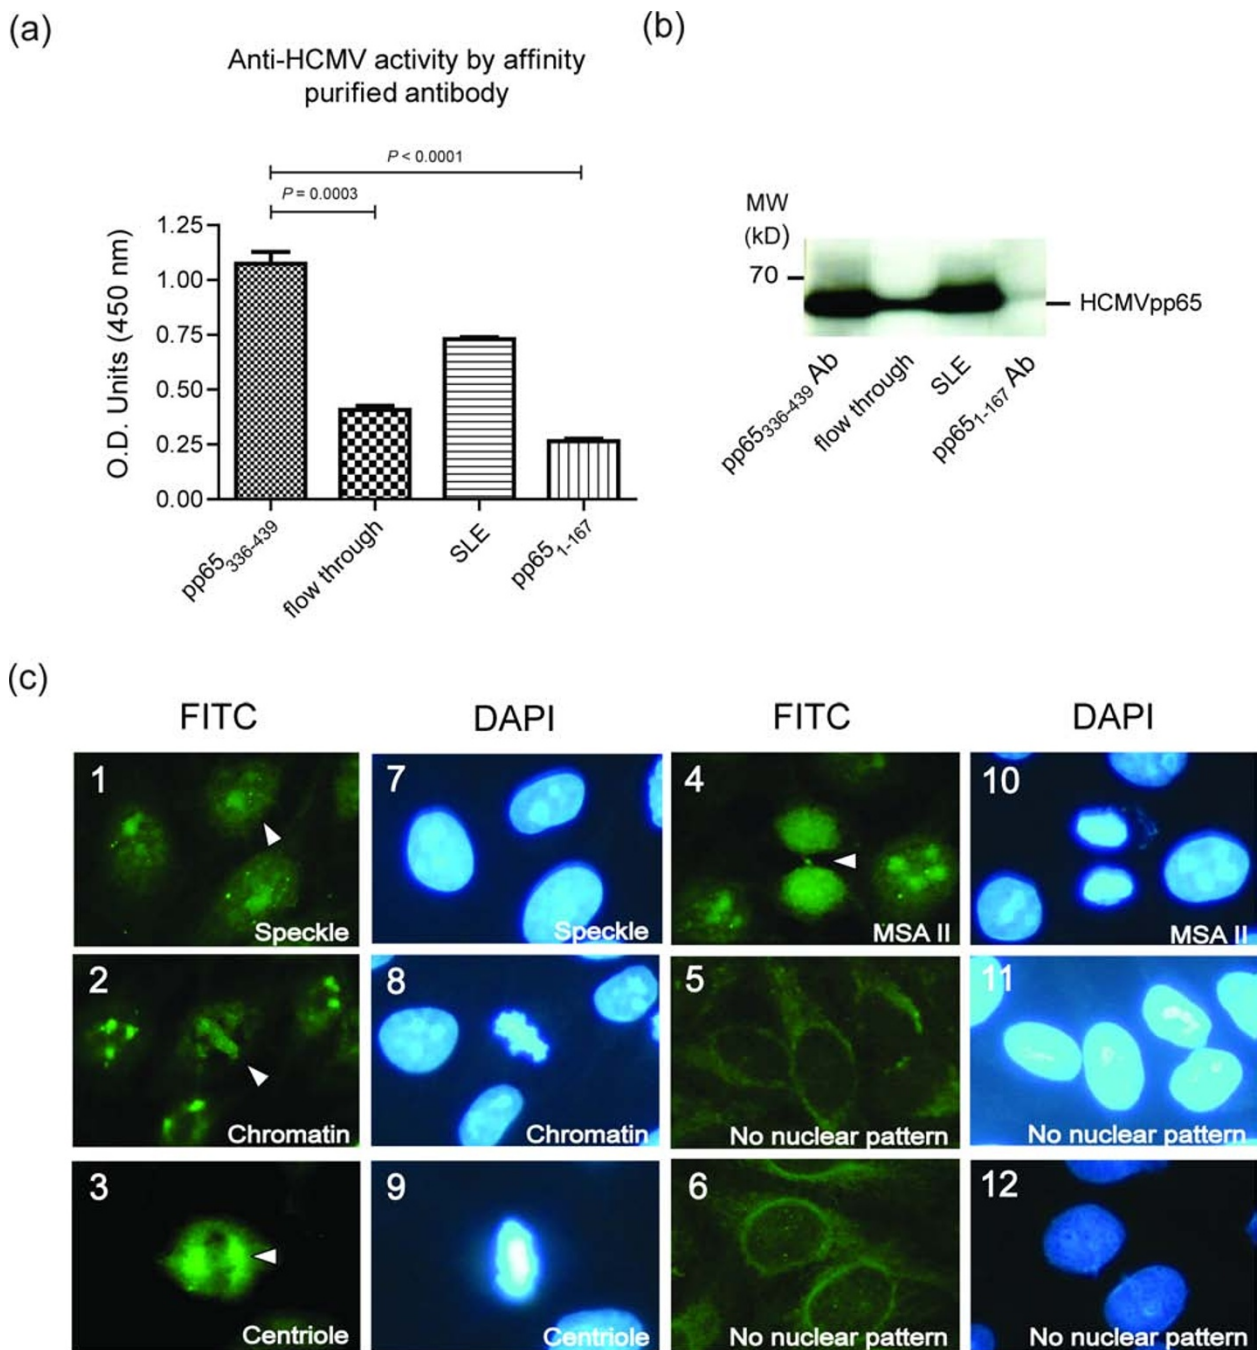 (a)
Anti-HCMV activity by affinity
purified antibody
P < 0.0001
P = 0.0003
O.D. Units (450 nm)
1.25
1.00
0.75
0.50
0.25
0.00
pp65336-439
flow through
SLE
pp651-167
(b)
MW
(kD)
70
HCMVpp65
pp65336-439 Ab
flow through
SLE
pp651-167 Ab
(c)
FITC DAPI FITC DAPI
1 7 4 10
Speckle Speckle MSA II MSA II
2 8 5 11
Chromatin Chromatin No nuclear pattern No nuclear pattern
3 9 6 12
Centriole Centriole No nuclear pattern No nuclear pattern